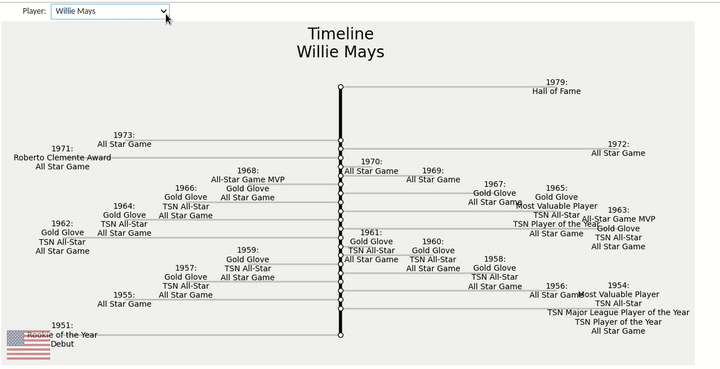 Player: Willie Mays
Timeline
Willie Mays
1979:
Hall of Fame
1973:
All Star Game
1972:
All Star Game
1971:
Roberto Clemente Award
All Star Game
1970:
All Star Game
1969:
All Star Game
1968:
All-Star Game MVP
Gold Glove
All Star Game
1967:
Gold Glove
All Star Game
1966:
Gold Glove
TSN All-Star
All Star Game
1965:
Gold Glove
Most Valuable Player
TSN All-Star
TSN Player of the Year
All Star Game
1964:
Gold Glove
TSN All-Star
All Star Game
1963:
All-Star Game MVP
Gold Glove
TSN All-Star
All Star Game
1962:
Gold Glove
TSN All-Star
All Star Game
1961:
Gold Glove
TSN All-Star
All Star Game
1960:
Gold Glove
TSN All-Star
All Star Game
1959:
Gold Glove
TSN All-Star
All Star Game
1958:
Gold Glove
TSN All-Star
All Star Game
1957:
Gold Glove
TSN All-Star
All Star Game
1956:
All Star Game
1955:
All Star Game
1954:
Most Valuable Player
TSN All-Star
TSN Major League Player of the Year
TSN Player of the Year
All Star Game
1951:
Rookie of the Year
Debut